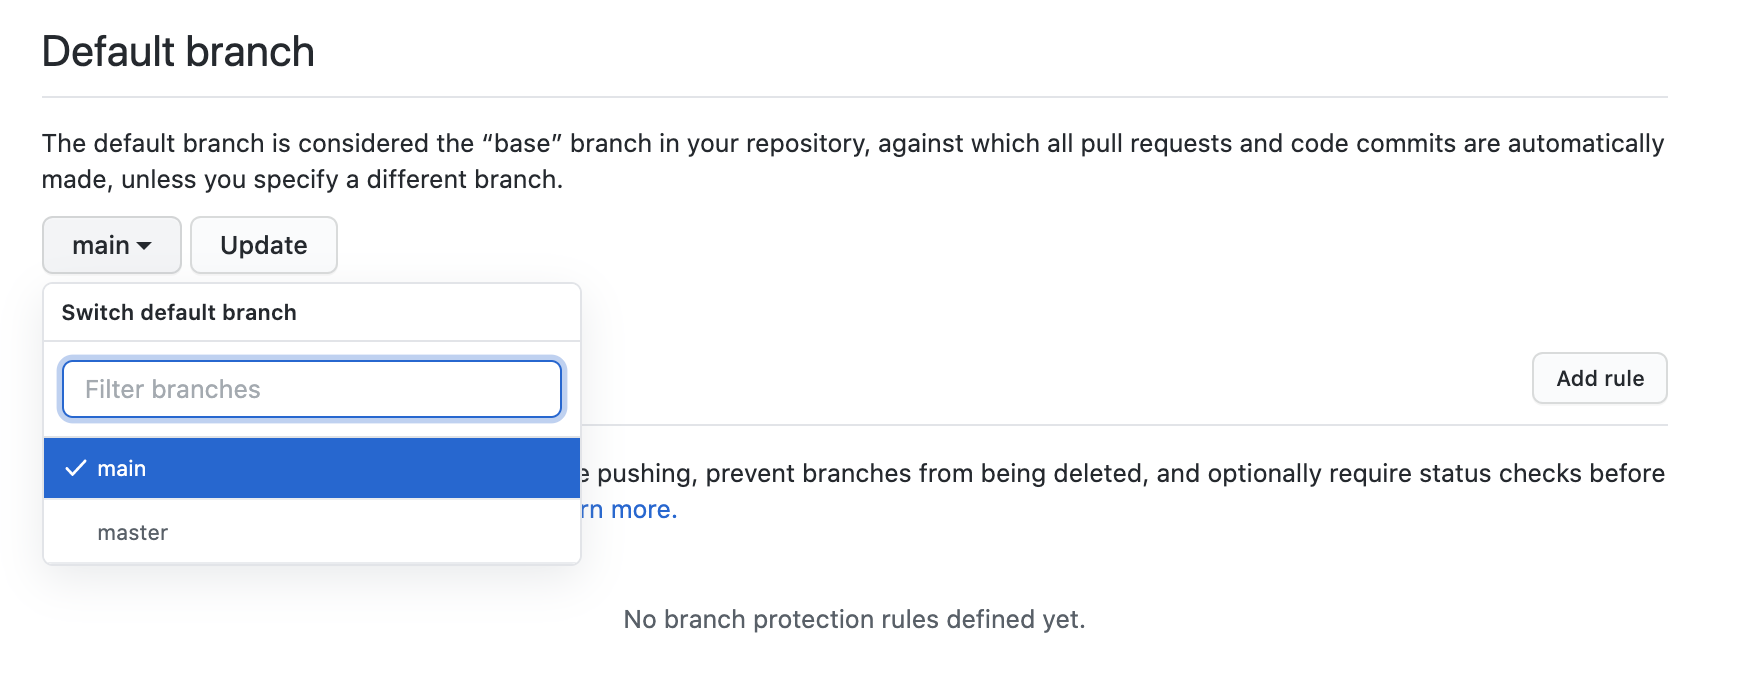 Default branch
The default branch is considered the “base” branch in your repository, against which all pull requests and code commits are automatically
made, unless you specify a different branch.
main Update
Switch default branch
Filter branches
Add rule
main
pushing, prevent branches from being deleted, and optionally require status checks before
more.
master
No branch protection rules defined yet.